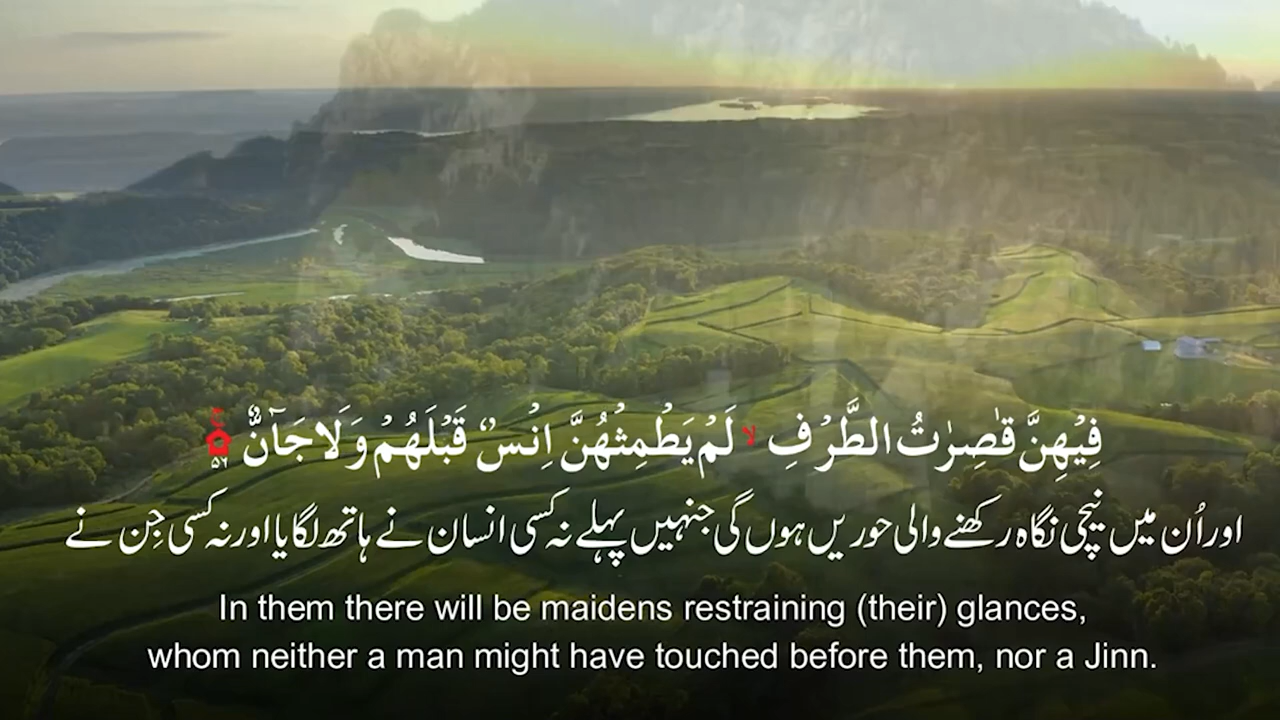 فِيْهِنَّ قٰصِرٰتُ الطَّرْفِ ۙ لَمْ يَطْمِثْهُنَّ اِنْسٌ قَبْلَهُمْ وَلَا جَآنٌّ ۚ ۵۶
اور اُن میں نیچی نگاہ رکھنے والی حوریں ہوں گی جنہیں پہلے نہ کسی انسان نے ہاتھ لگایا اور نہ کسی جِن نے
In them there will be maidens restraining (their) glances,
whom neither a man might have touched before them, nor a Jinn.